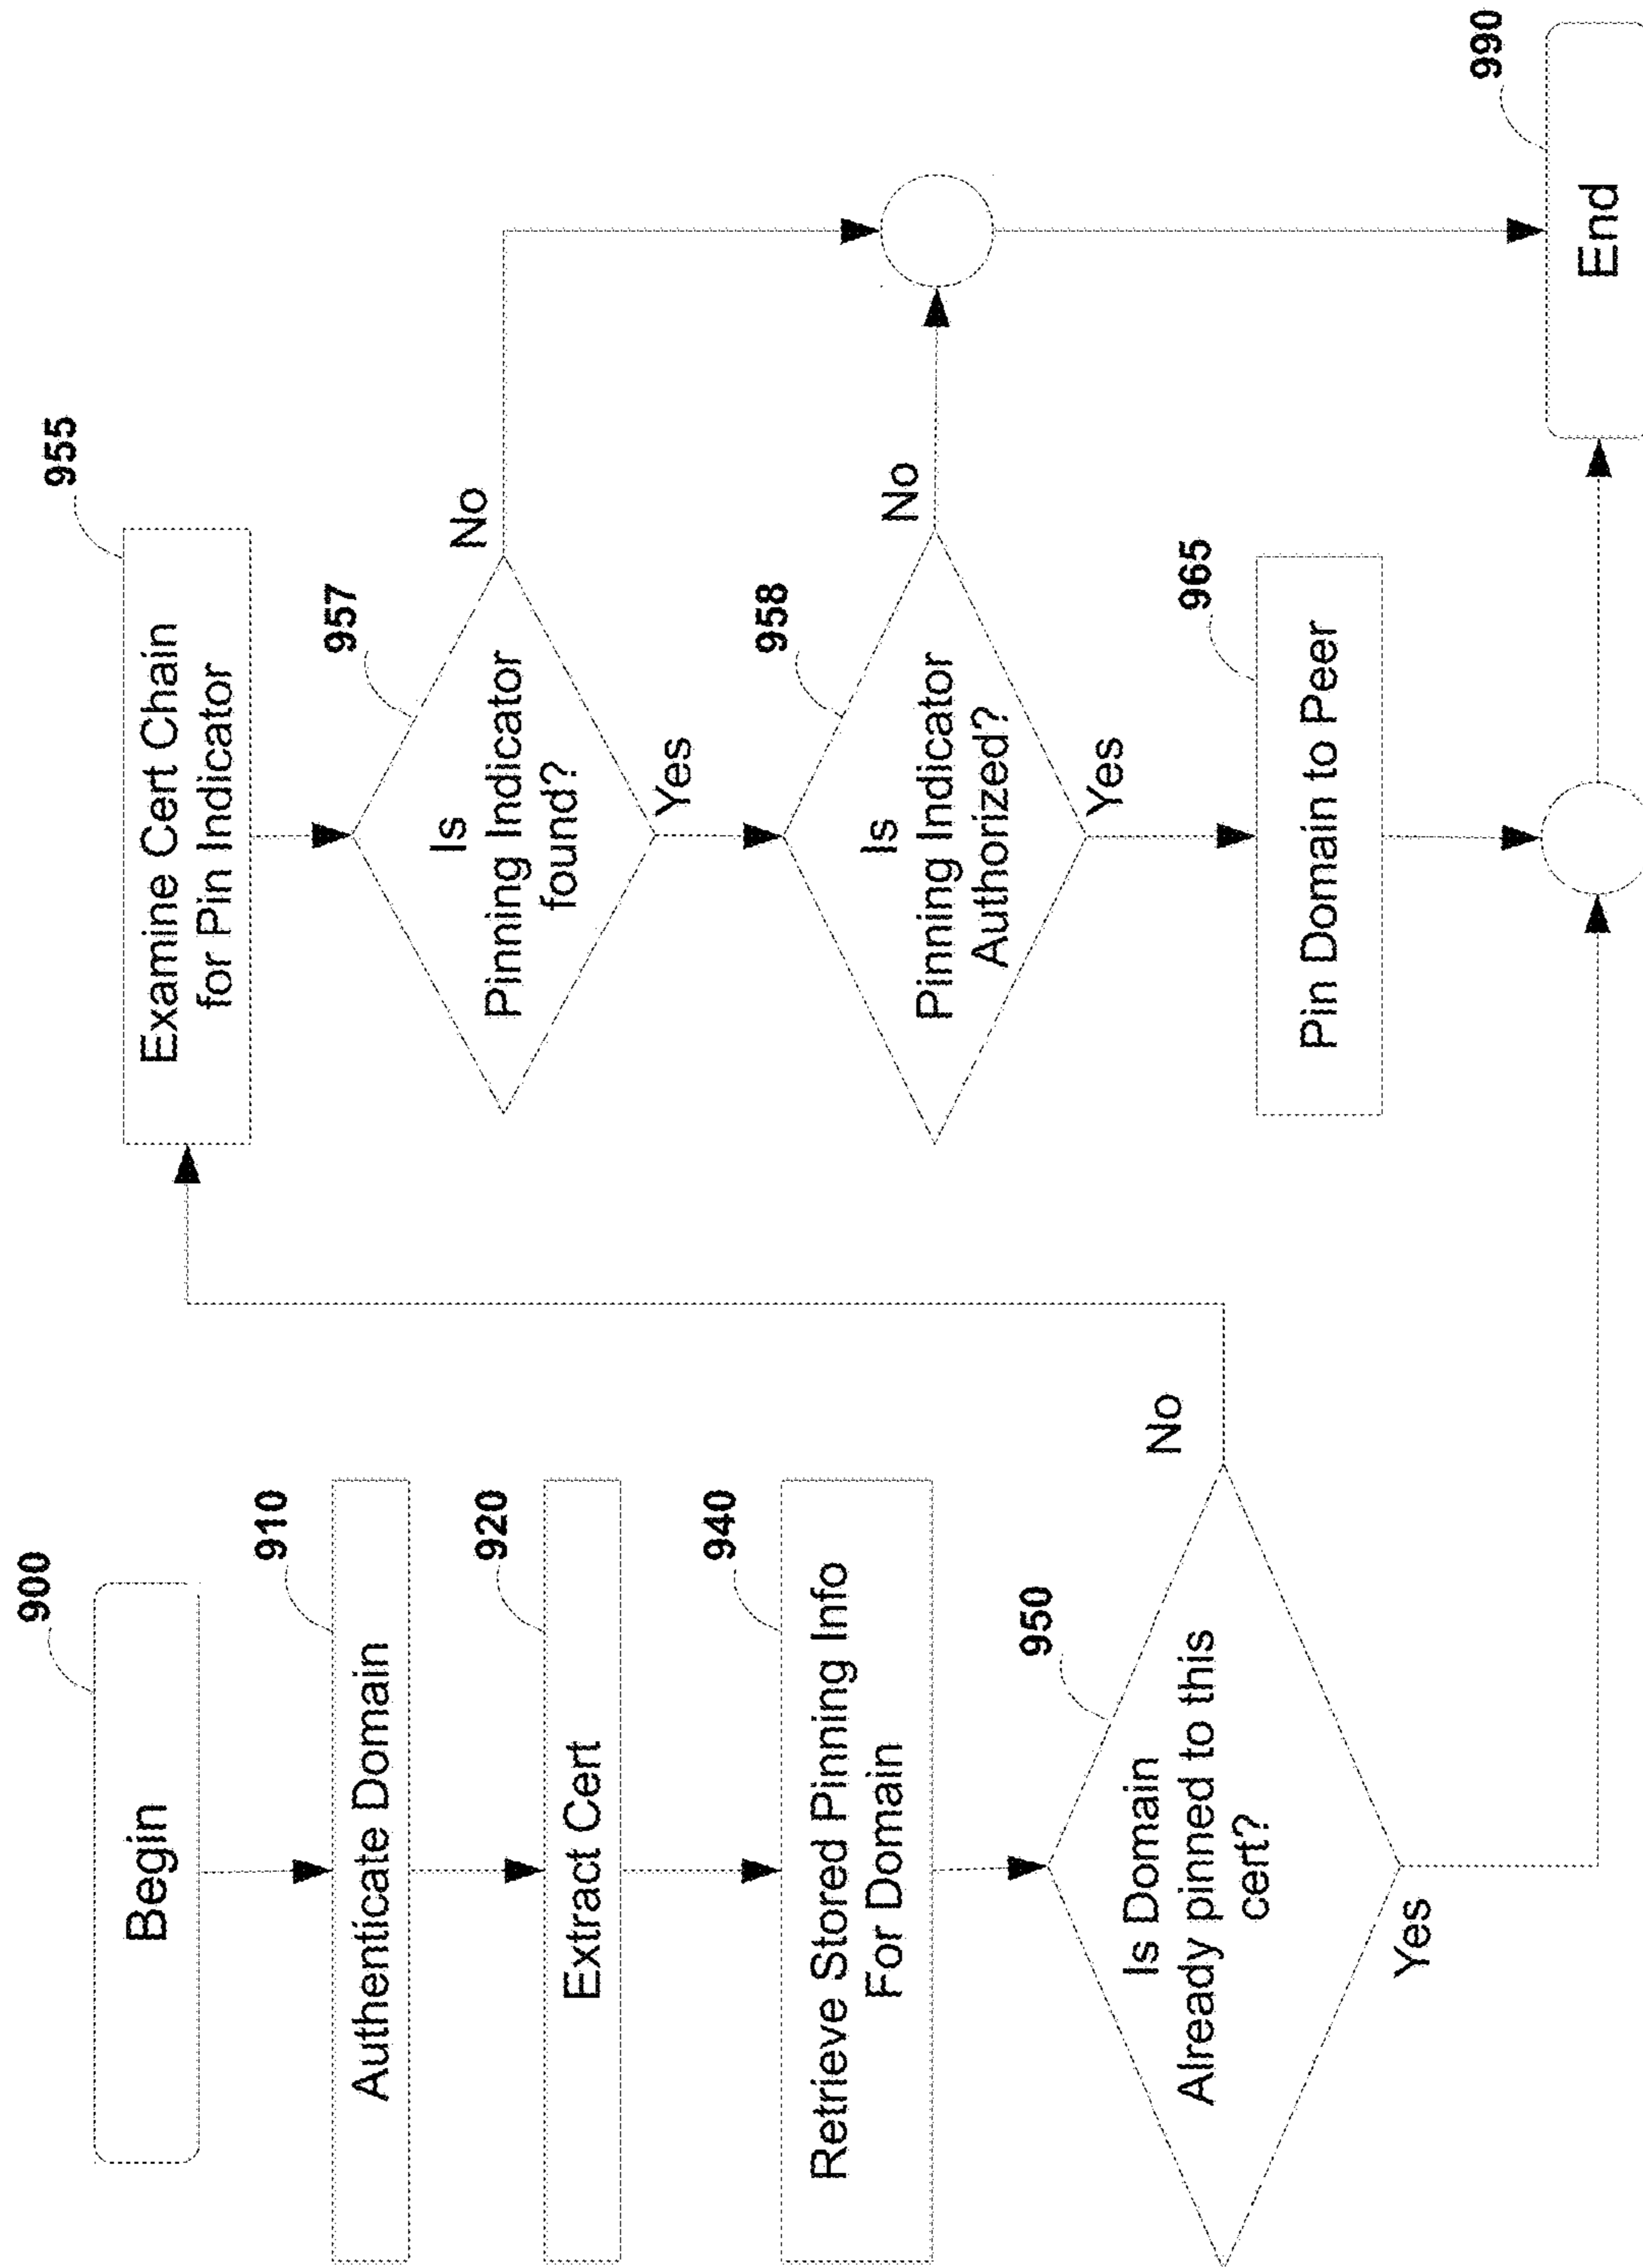 900
Begin
910
Authenticate Domain
920
Extract Cert
940
Retrieve Stored Pinning Info
For Domain
950
Is Domain
Already pinned to this
cert?
No
Yes
955
Examine Cert Chain
for Pin Indicator
957
Is
Pinning Indicator
found?
No
Yes
958
Is
Pinning Indicator
Authorized?
No
Yes
965
Pin Domain to Peer
990
End